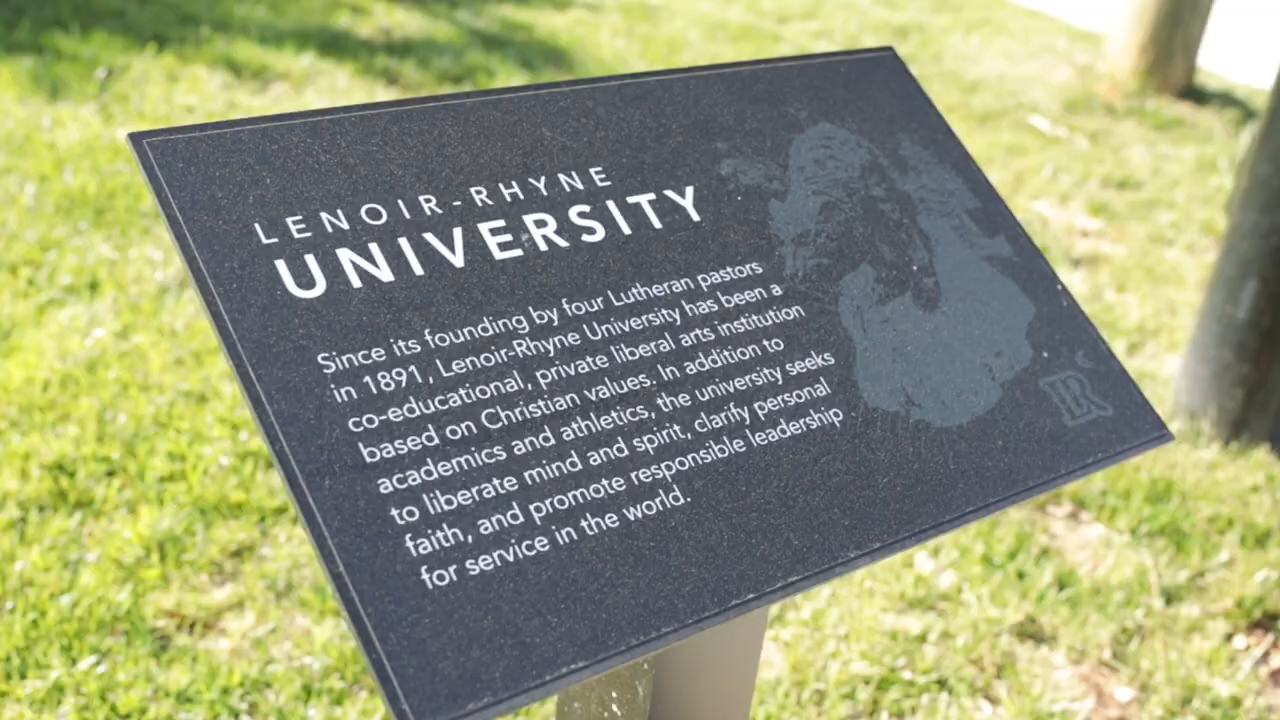 LENOIR-RHYNE
UNIVERSITY
Since its founding by four Lutheran pastors
in 1891, Lenoir-Rhyne University has been a
co-educational, private liberal arts institution
based on Christian values. In addition to
academics and athletics, the university seeks
to liberate mind and spirit, clarify personal
faith, and promote responsible leadership
for service in the world.
LR